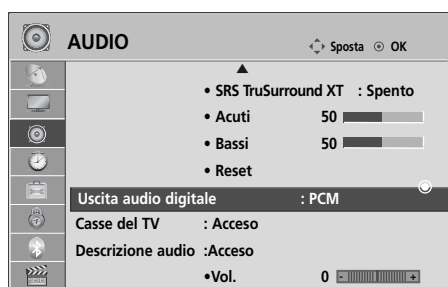 AUDIO Sposta OK
• SRS TruSurround XT : Spento
• Acuti 50
• Bassi 50
• Reset
Uscita audio digitale : PCM
Casse del TV : Acceso
Descrizione audio :Acceso
•Vol. 0 - +